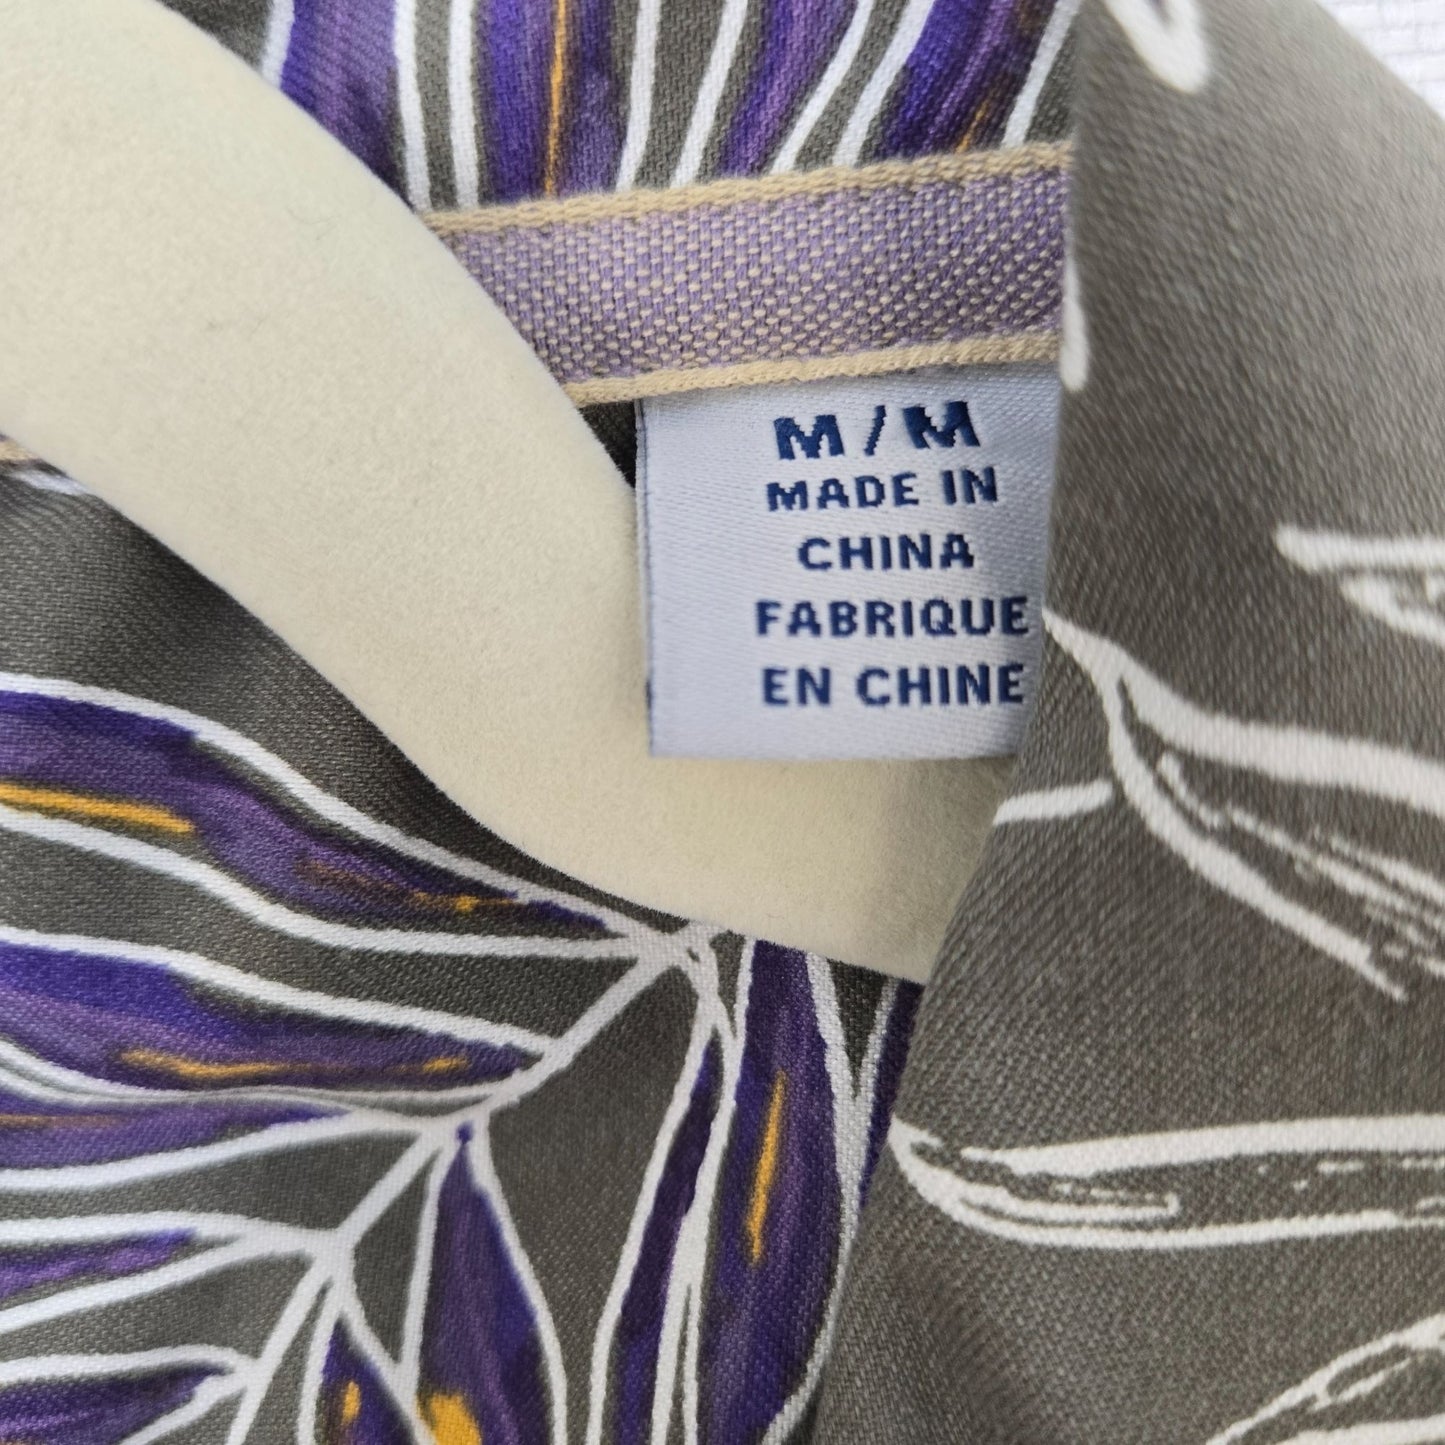 M/M
MADE IN
CHINA
FABRIQUE
EN CHINE